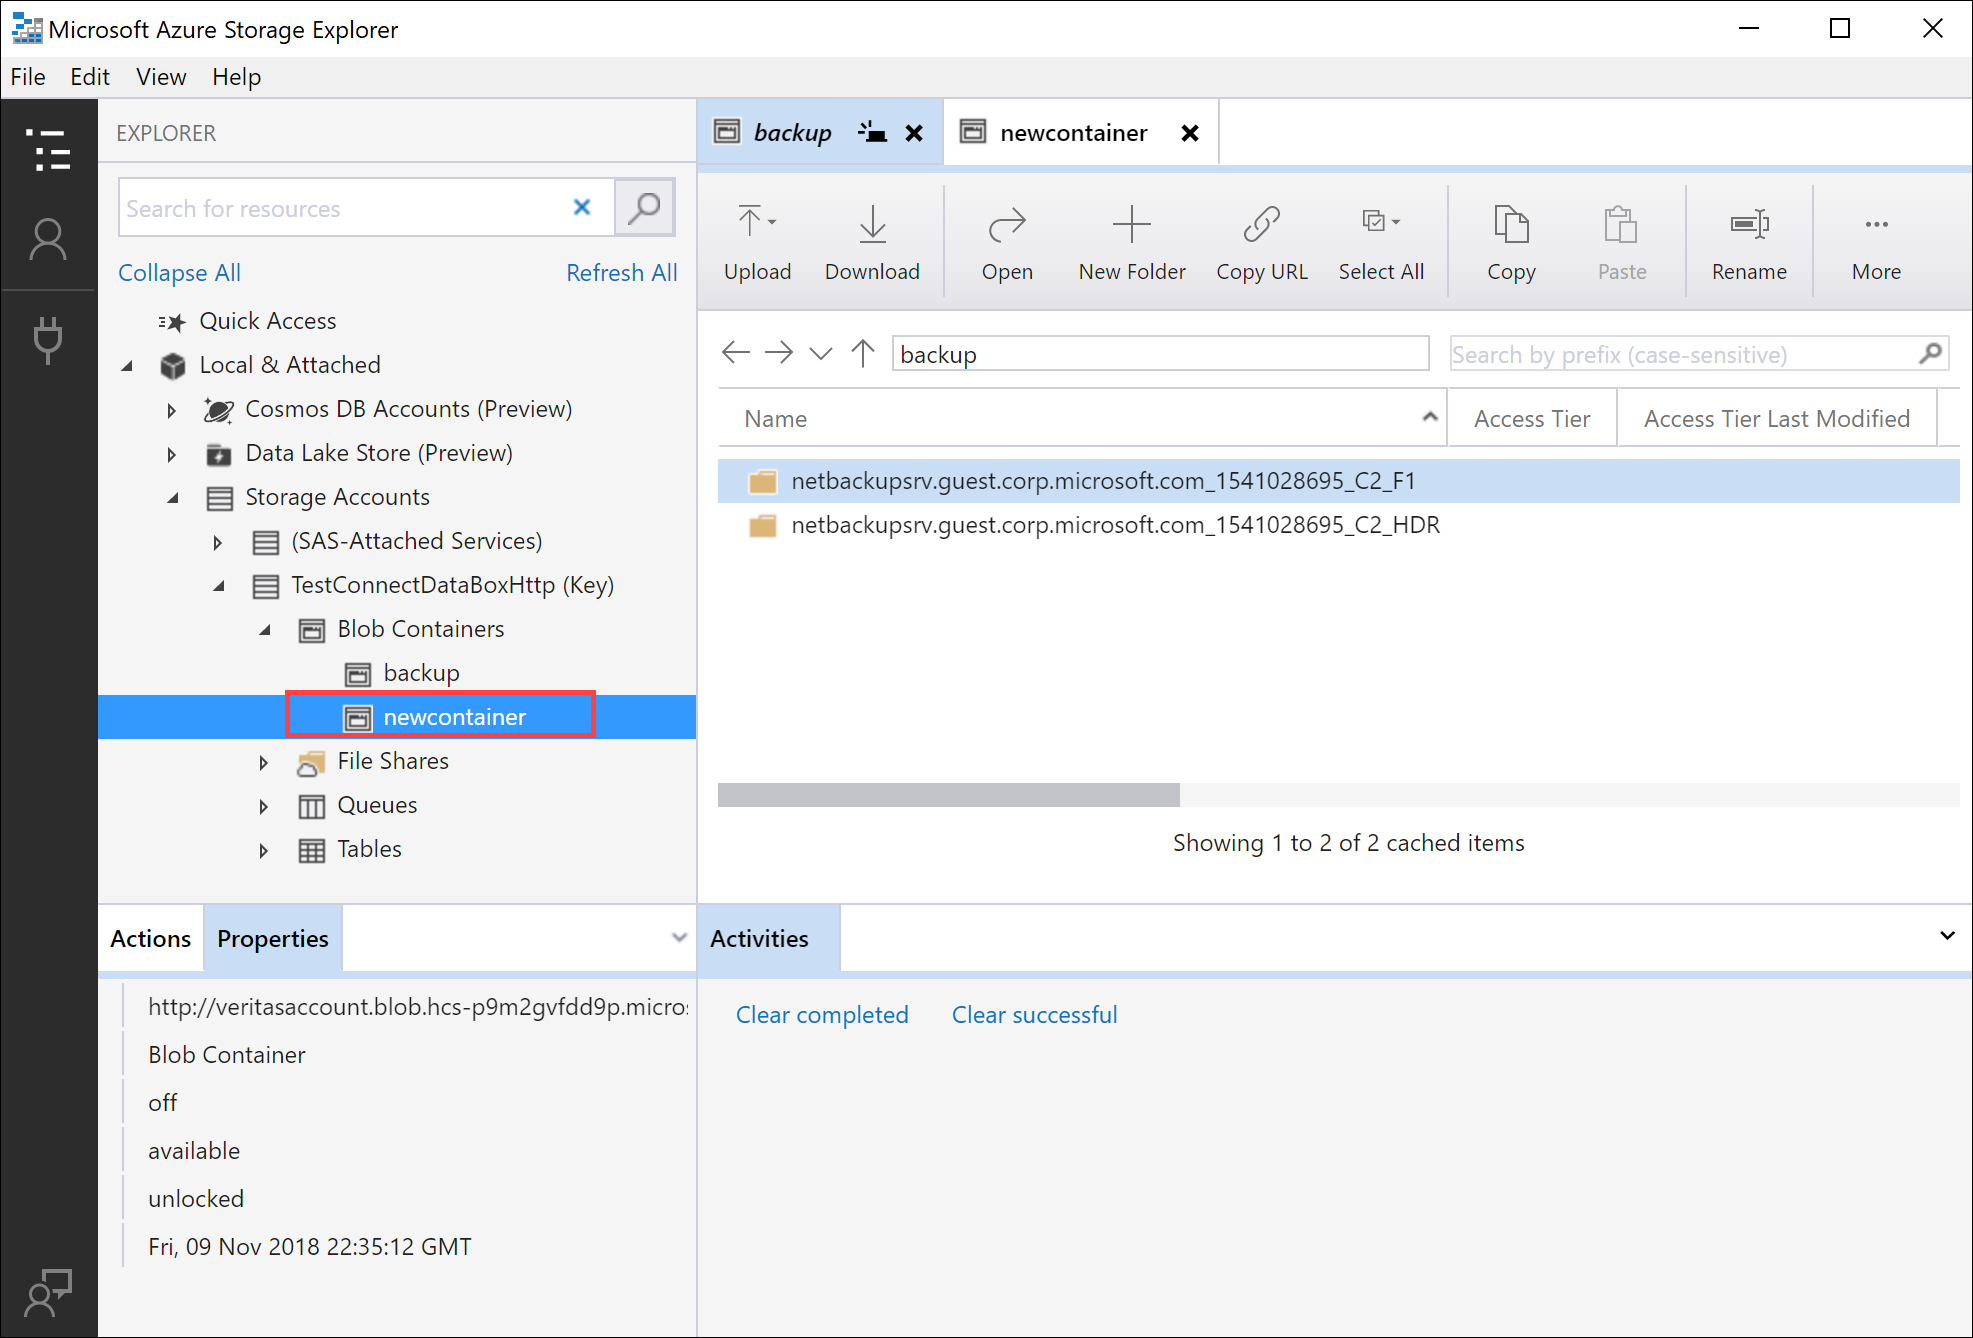 Microsoft Azure Storage Explorer
File Edit View Help
EXPLORER
Search for resources
Collapse All Refresh All
Quick Access
Local & Attached
Cosmos DB Accounts (Preview)
Data Lake Store (Preview)
Storage Accounts
(SAS-Attached Services)
TestConnectDataBoxHttp (Key)
Blob Containers
backup
newcontainer
File Shares
Queues
Tables
backup newcontainer
Upload Download Open New Folder Copy URL Select All Copy Paste Rename More
backup Search by prefix (case-sensitive)
Name Access Tier Access Tier Last Modified
netbackupsrv.guest.corp.microsoft.com_1541028695_C2_F1
netbackupsrv.guest.corp.microsoft.com_1541028695_C2_HDR
Showing 1 to 2 of 2 cached items
Actions Properties
http://veritasaccount.blob.hcs-p9m2gvfdd9p.micro
Blob Container
off
available
unlocked
Fri, 09 Nov 2018 22:35:12 GMT
Activities
Clear completed Clear successful